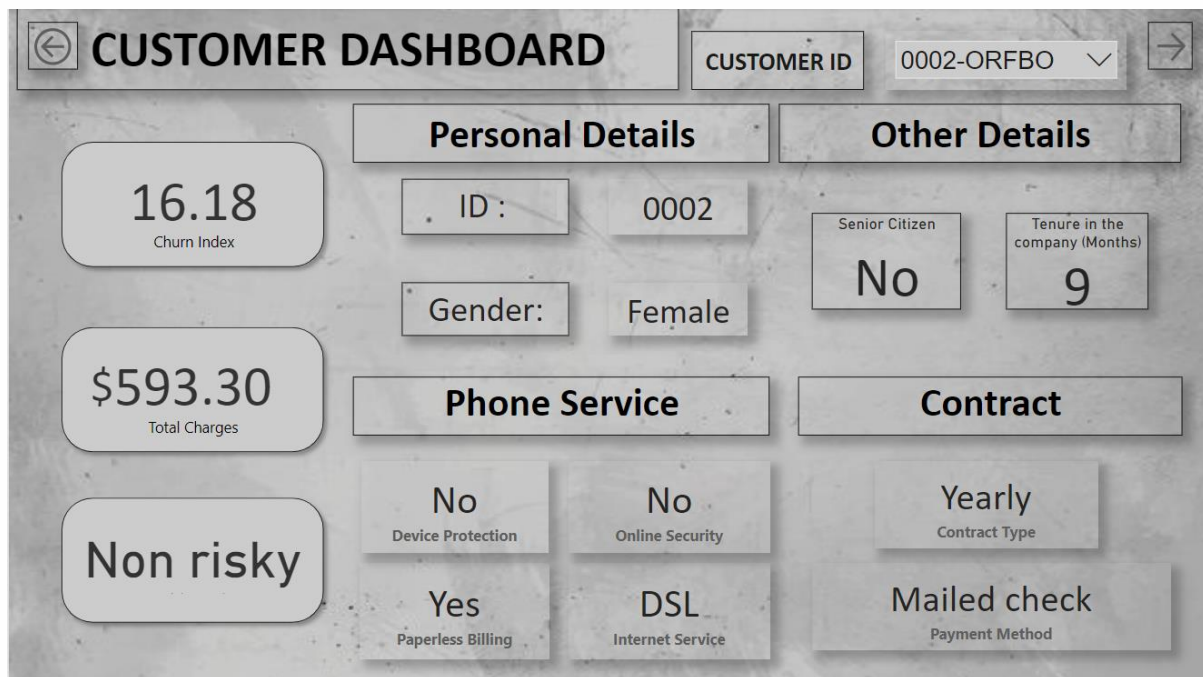 CUSTOMER DASHBOARD
CUSTOMER ID
0002-ORFBO
16.18
Churn Index
$593.30
Total Charges
Non risky
Personal Details
ID :
0002
Gender:
Female
Other Details
Senior Citizen
No
Tenure in the
company (Months)
9
Phone Service
No
Device Protection
No
Online Security
Yes
Paperless Billing
DSL
Internet Service
Contract
Yearly
Contract Type
Mailed check
Payment Method